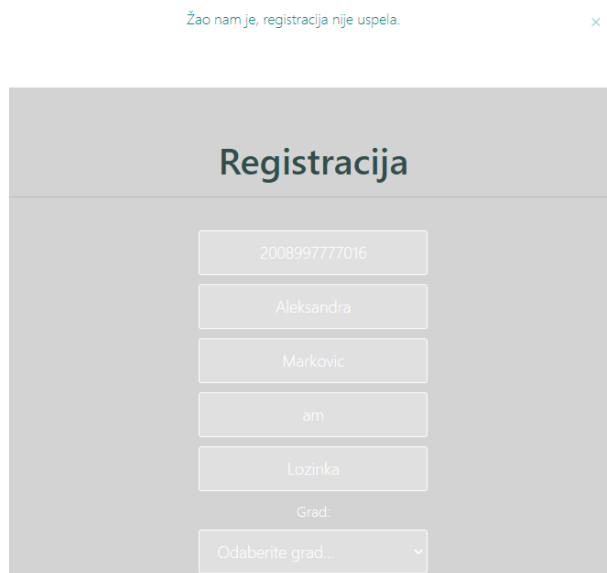 Žao nam je, registracija nije uspela.
×
Registracija
2008997777016
Aleksandra
Markovic
am
Lozinka
Grad:
Odaberite grad...